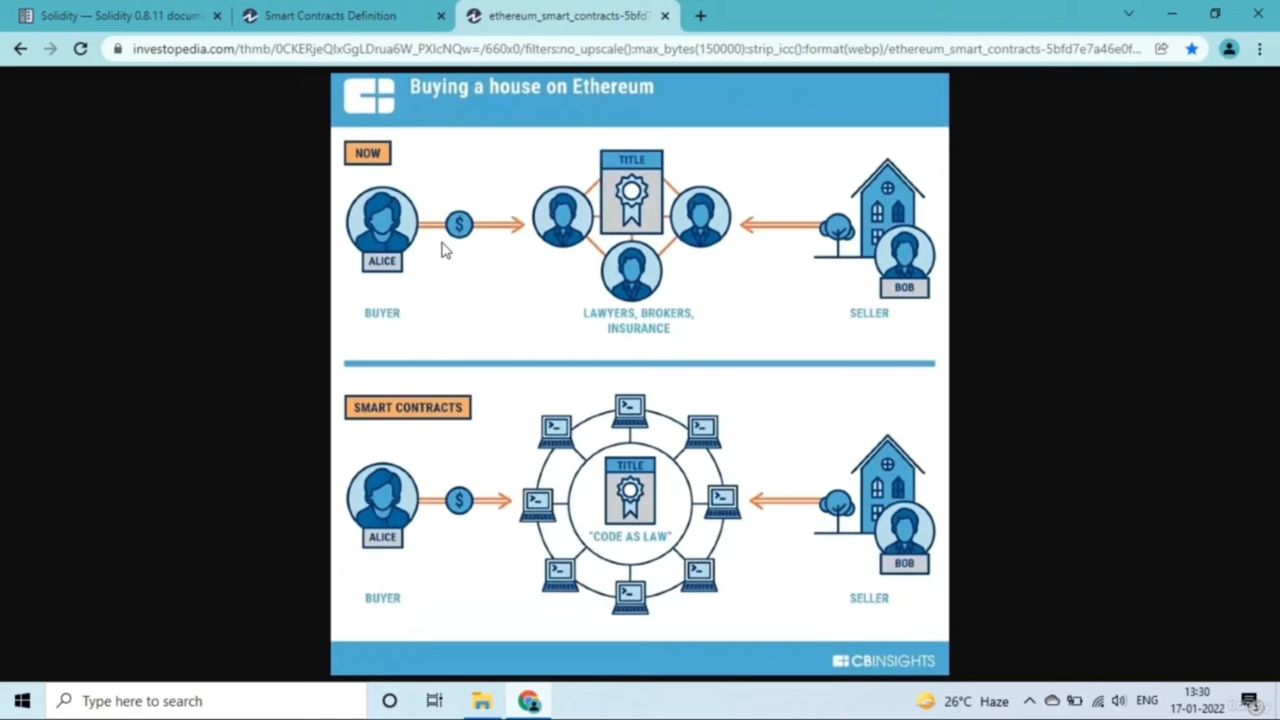 Solidity — Solidity 0.8.11 docum
Smart Contracts Definition
ethereum_smart_contracts-5bfd7
investopedia.com/thmb/0CKERjeQIxGgLDrua6W_PXIcNQw=/660x0/filters:no_upscale():max_bytes(150000):strip_icc():format(webp)/ethereum_smart_contracts-5bfd7e7a46e0f...
Buying a house on Ethereum
NOW
TITLE
$
ALICE
BOB
BUYER
LAWYERS, BROKERS,
INSURANCE
SELLER
SMART CONTRACTS
TITLE
$
"CODE AS LAW"
ALICE
BOB
BUYER
SELLER
CBINSIGHTS
Type here to search
26°C Haze
ENG
13:30
17-01-2022